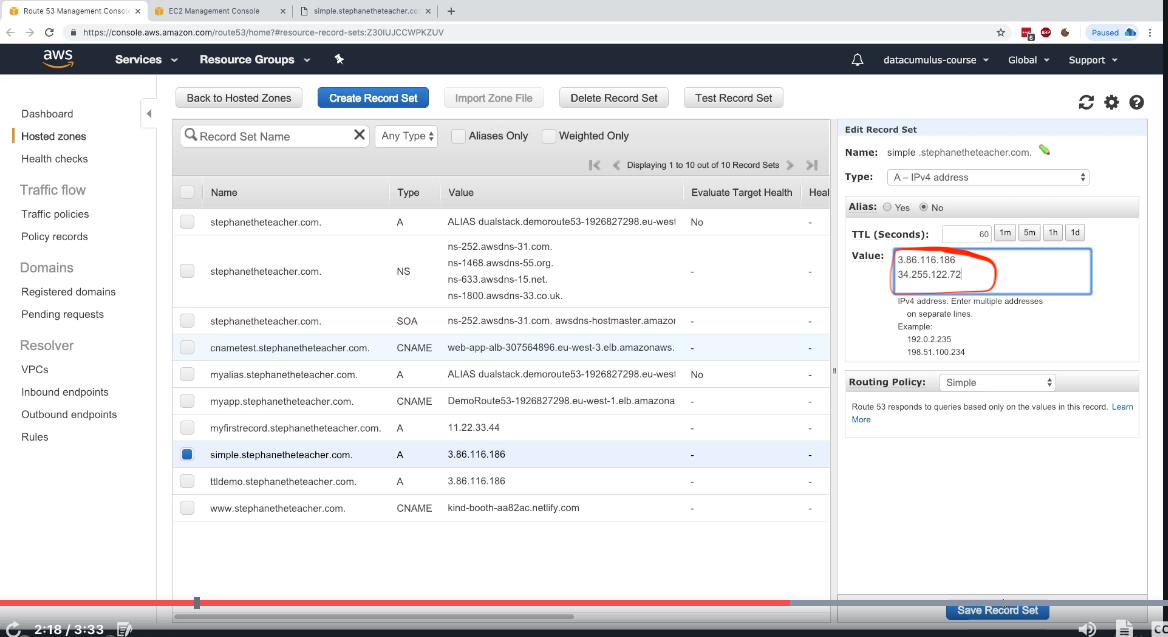 Route 53 Management Conso
EC2 Management Console
simple.stephanetheteacher.co
https://console.aws.amazon.com/route53/home?#resource-record-sets:Z30IUJCCWPKZUV
Paused
aws
Services
Resource Groups
datacumulus-course
Global
Support
Dashboard
Hosted zones
Health checks
Traffic flow
Traffic policies
Policy records
Domains
Registered domains
Pending requests
Resolver
VPCs
Inbound endpoints
Outbound endpoints
Rules
Back to Hosted Zones
Create Record Set
Import Zone File
Delete Record Set
Test Record Set
Record Set Name
Any Type
Aliases Only
Weighted Only
Displaying 1 to 10 out of 10 Record Sets
Name Type Value Evaluate Target Health Heal
stephanetheteacher.com. A ALIAS dualstack.demoroute53-1926827298.eu-west No
stephanetheteacher.com. NS ns-252.awsdns-31.com.
ns-1468.awsdns-55.org.
ns-633.awsdns-15.net.
ns-1800.awsdns-33.co.uk. - -
stephanetheteacher.com. SOA ns-252.awsdns-31.com. awsdns-hostmaster.amazor - -
cnametest.stephanetheteacher.com. CNAME web-app-alb-307564896.eu-west-3.elb.amazonaws. - -
myalias.stephanetheteacher.com. A ALIAS dualstack.demoroute53-1926827298.eu-west No -
myapp.stephanetheteacher.com. CNAME DemoRoute53-1926827298.eu-west-1.elb.amazona - -
myfirstrecord.stephanetheteacher.com. A 11.22.33.44 - -
simple.stephanetheteacher.com. A 3.86.116.186 - -
ttldemo.stephanetheteacher.com. A 3.86.116.186 - -
www.stephanetheteacher.com. CNAME kind-booth-aa82ac.netlify.com - -
Edit Record Set
Name: simple .stephanetheteacher.com.
Type: A – IPv4 address
Alias: Yes No
TTL (Seconds): 60 1m 5m 1h 1d
Value: 3.86.116.186
34.255.122.72
IPv4 address. Enter multiple addresses
on separate lines.
Example:
192.0.2.235
198.51.100.234
Routing Policy: Simple
Route 53 responds to queries based only on the values in this record. Learn
More
Save Record Set
2:18 / 3:33
CC